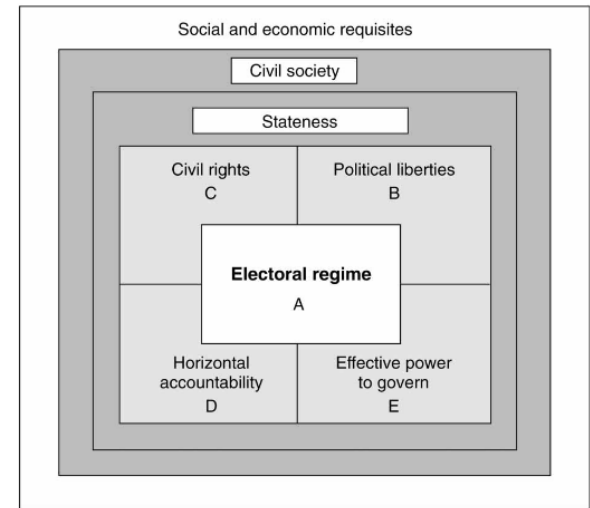 Social and economic requisites
Civil society
Stateness
Civil rights
C
Political liberties
B
Electoral regime
A
Horizontal
accountability
D
Effective power
to govern
E